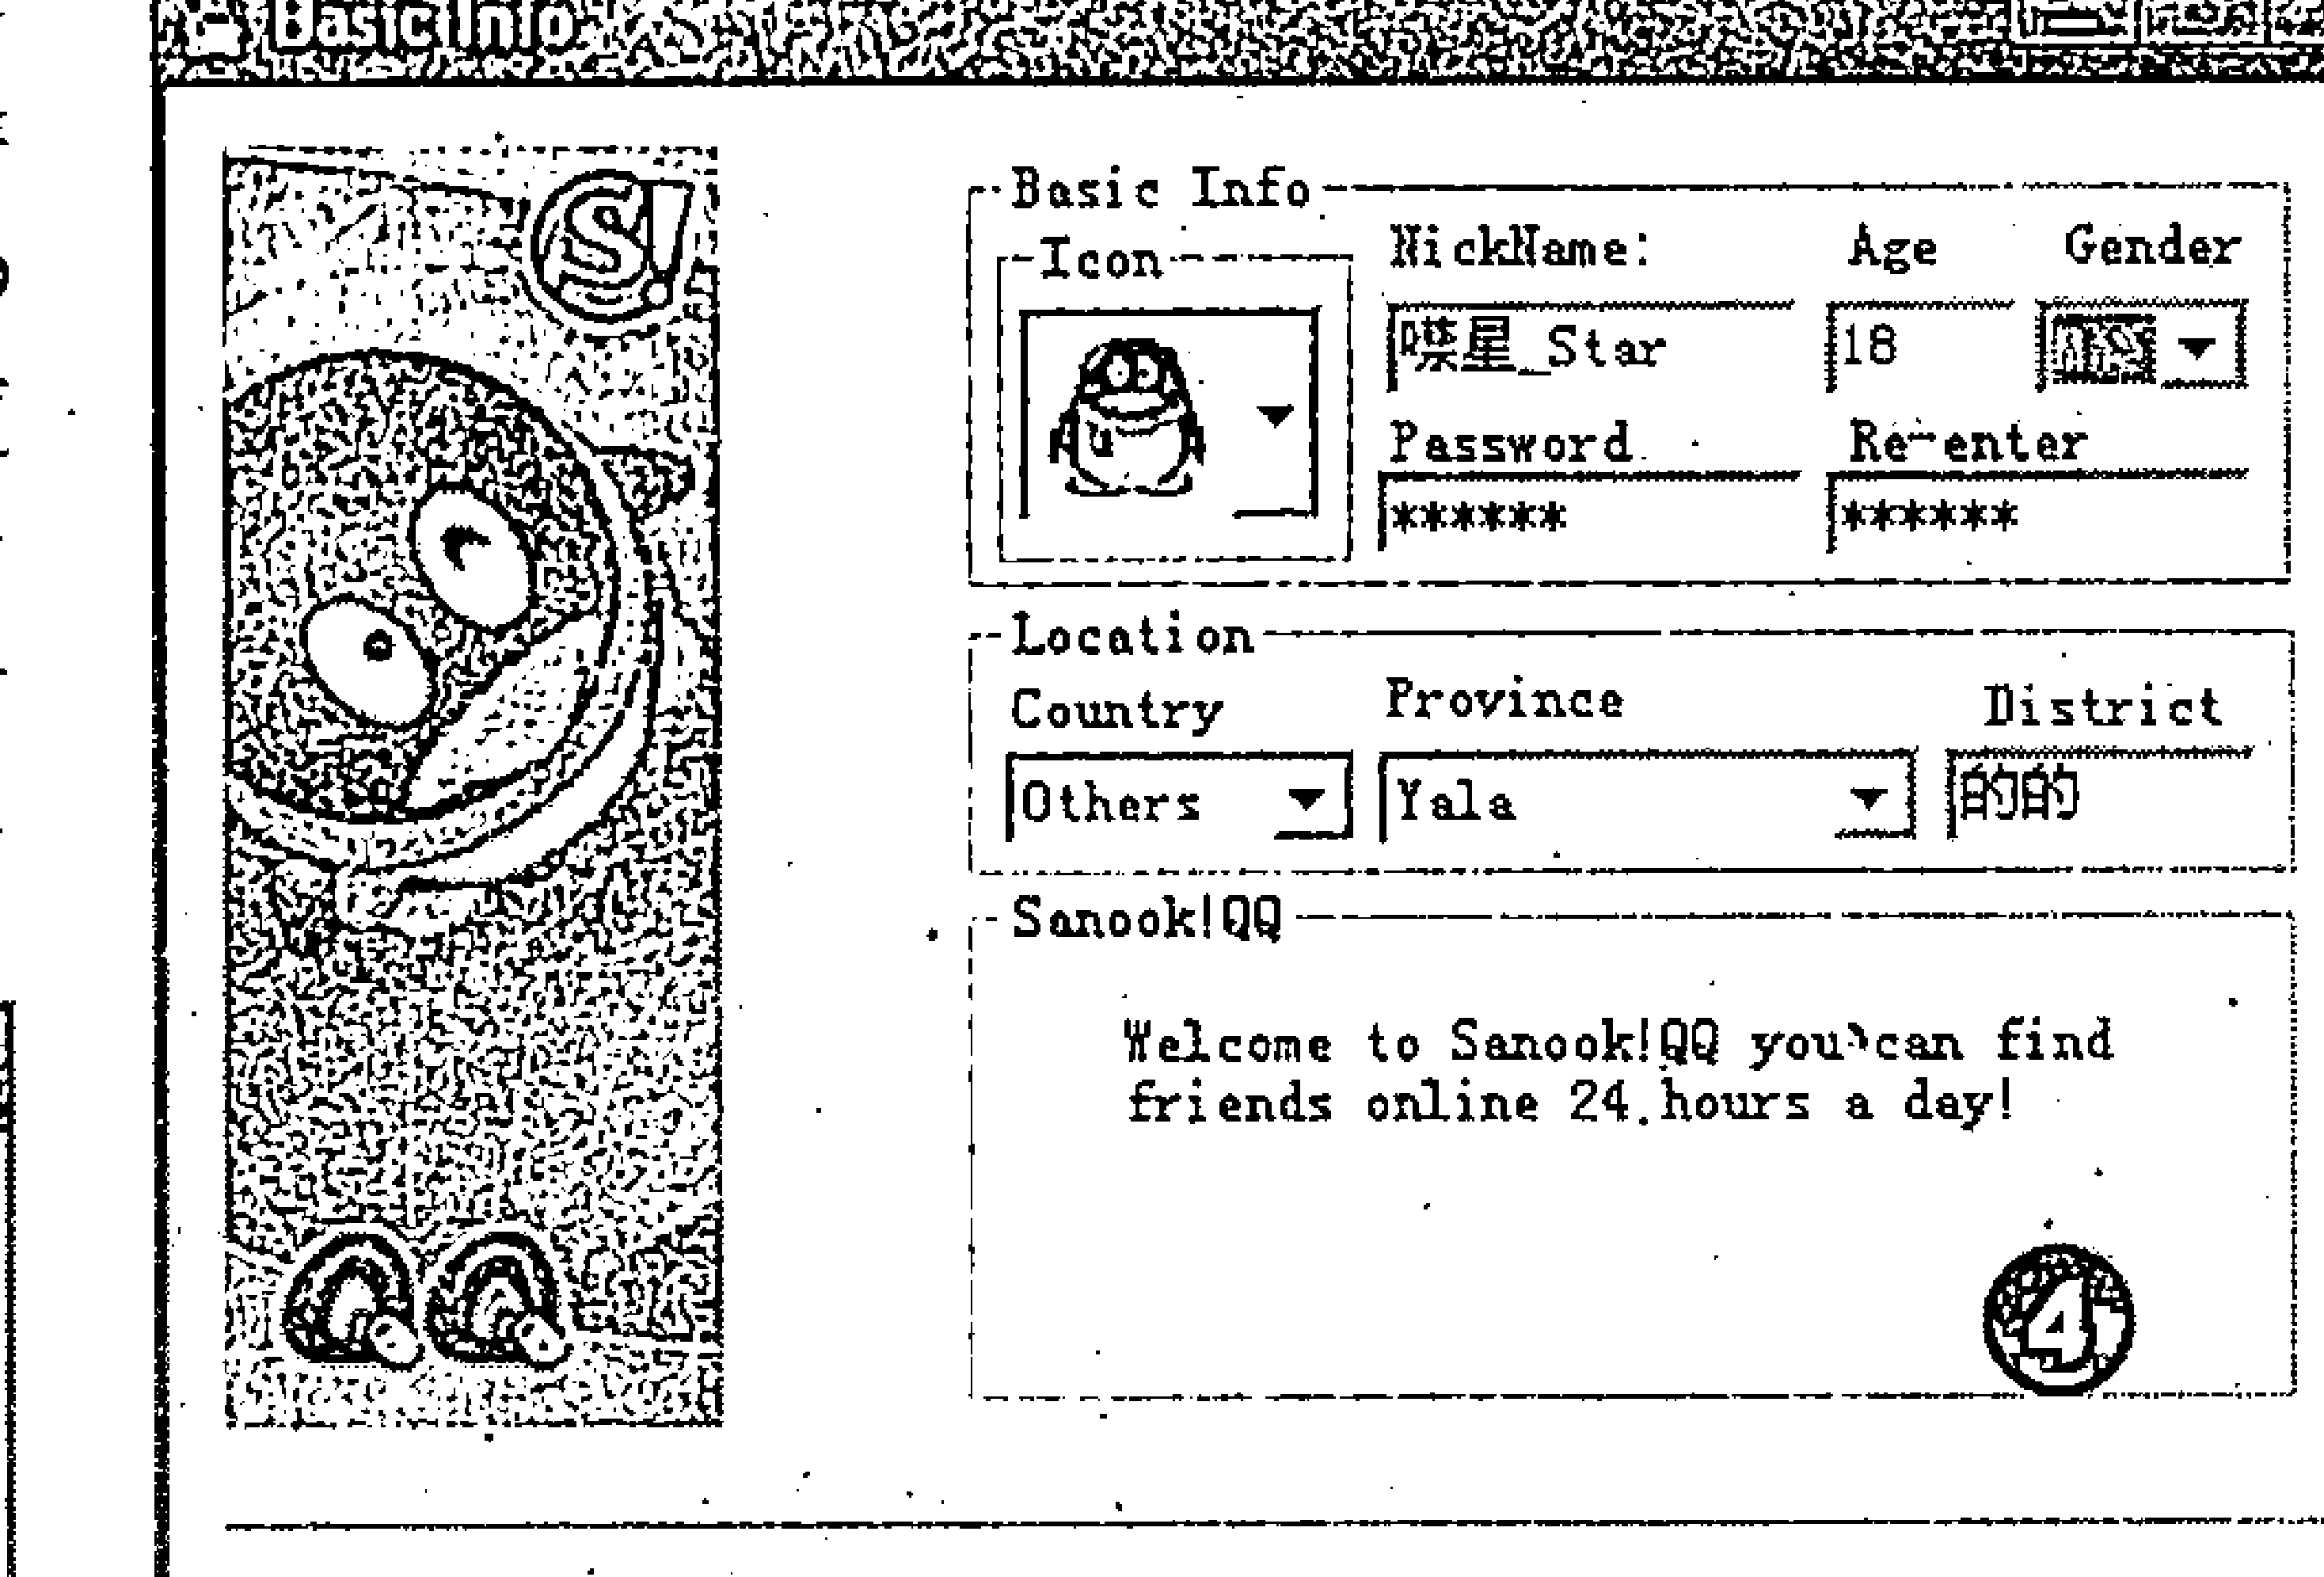 Basic Info
S!
Basic Info
Icon
NickName:
Age
Gender
喋星_Star
18
Password
Re-enter
******
******
Location
Country
Province
District
Others
Yala
的的
Sanook!QQ
Welcome to Sanook!QQ you can find
friends online 24 hours a day!
4